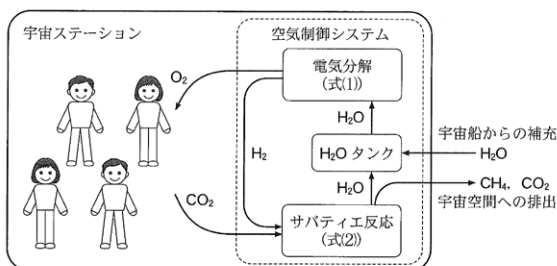 宇宙ステーション
空気制御システム
電気分解
(式(1))
O₂
H₂O
H₂
H₂O タンク
宇宙船からの補充
H₂O
H₂O
CO₂
サバティエ反応
(式(2))
CH₄, CO₂
宇宙空間への排出